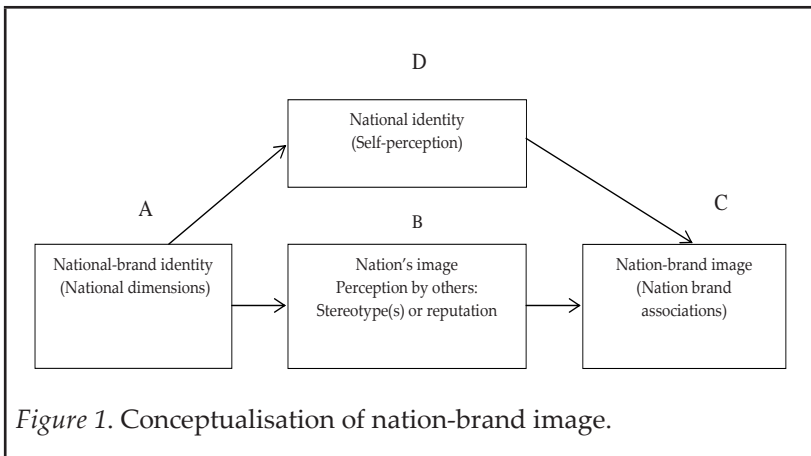 D
National identity
(Self-perception)
A
B
C
National-brand identity
(National dimensions)
Nation's image
Perception by others:
Stereotype(s) or reputation
Nation-brand image
(Nation brand
associations)
Figure 1. Conceptualisation of nation-brand image.